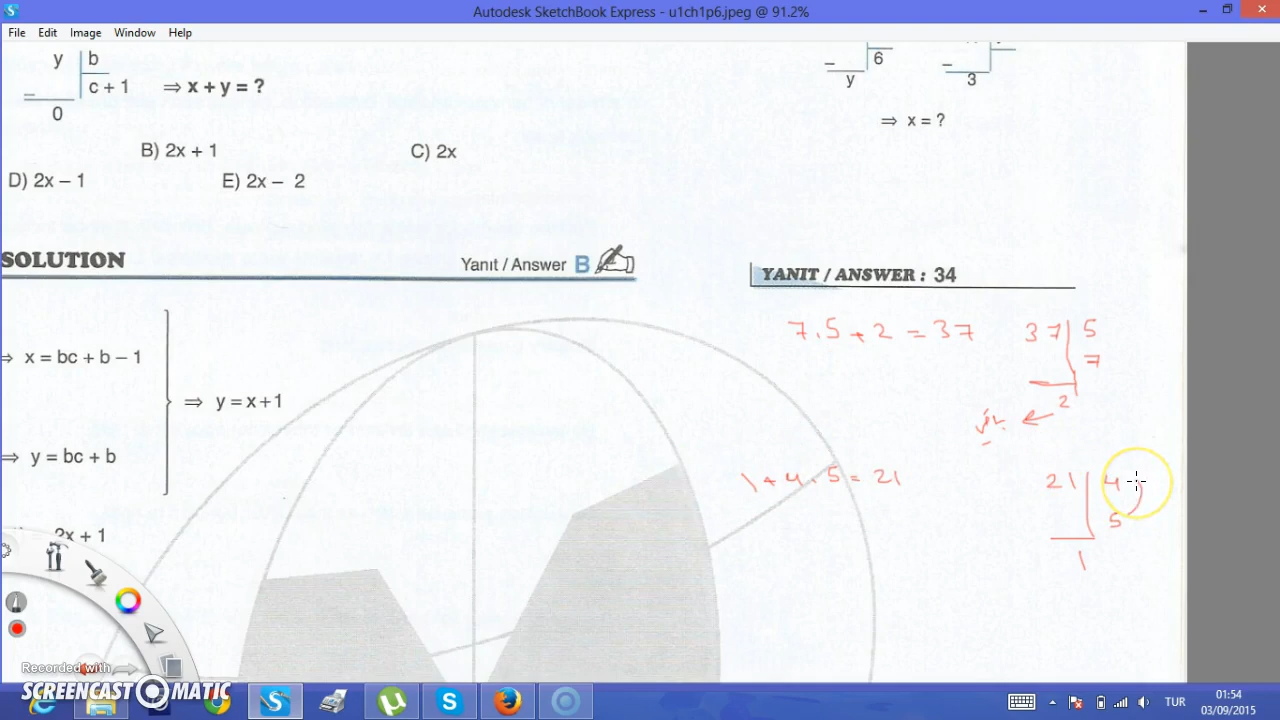 Autodesk SketchBook Express - u1ch1p6.jpeg @ 91.2%
File Edit Image Window Help
y b
c + 1
– 0
⇒ x + y = ?
B) 2x + 1 C) 2x
D) 2x – 1 E) 2x – 2
SOLUTION
Yanıt / Answer B
⇒ x = bc + b – 1
⇒ y = x+1
⇒ y = bc + b
= 2x + 1
6
– y
– 3
⇒ x = ?
YANIT / ANSWER : 34
7.5 + 2 = 37
37 5
7
2
1 + 4.5 = 21
21 4
5
1
Recorded with
SCREENCAST MATIC
TUR
01:54
03/09/2015